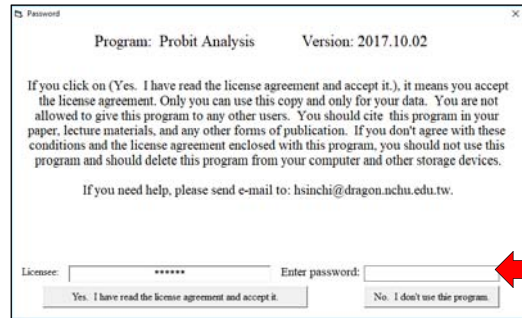 Password
Program: Probit Analysis Version: 2017.10.02
If you click on (Yes. I have read the license agreement and accept it.), it means you accept
the license agreement. Only you can use this copy and only for your data. You are not
allowed to give this program to any other users. You should cite this program in your
paper, lecture materials, and any other forms of publication. If you don't agree with these
conditions and the license agreement enclosed with this program, you should not use this
program and should delete this program from your computer and other storage devices.
If you need help, please send e-mail to: hsinchi@dragon.nchu.edu.tw.
Licensee: ****** Enter password:
Yes. I have read the license agreement and accept it. No. I don't use thie program.